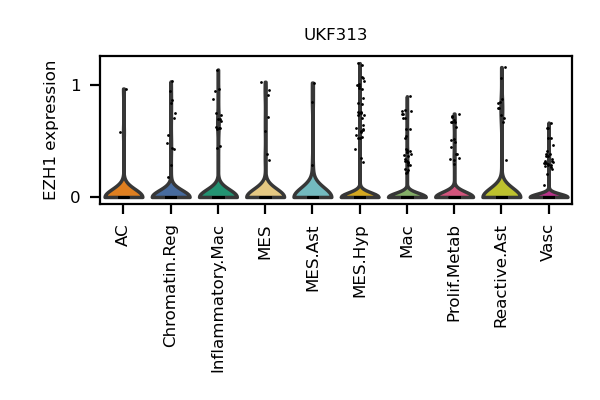 UKF313
EZH1 expression
1
0
AC
Chromatin.Reg
Inflammatory.Mac
MES
MES.Ast
MES.Hyp
Mac
Prolif.Metab
Reactive.Ast
Vasc